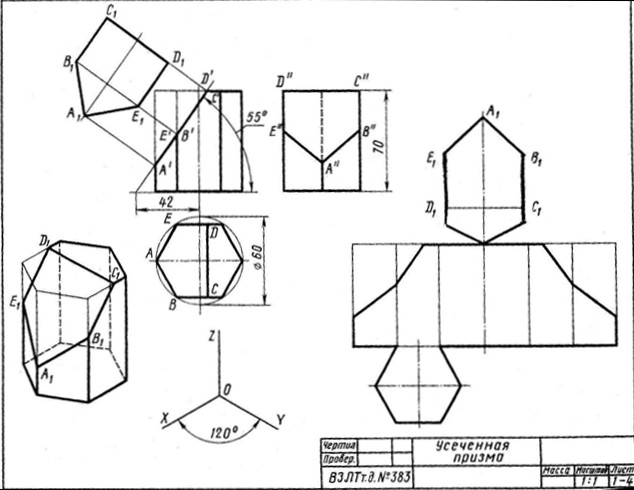 C₁
B₁
D₁
A₁
E₁
D'
C'
E'
B'
A'
55°
42
D"
C"
E"
B"
A"
70
A₁
E₁
B₁
D₁
C₁
E
D
A
B
C
⌀60
D₁
C₁
E₁
B₁
A₁
Z
O
X
Y
120°
Чертил
Провер.
Усеченная
призма
ВЗЛТт.д.№383
Масса
Масштаб
Лист
1:1
1-4